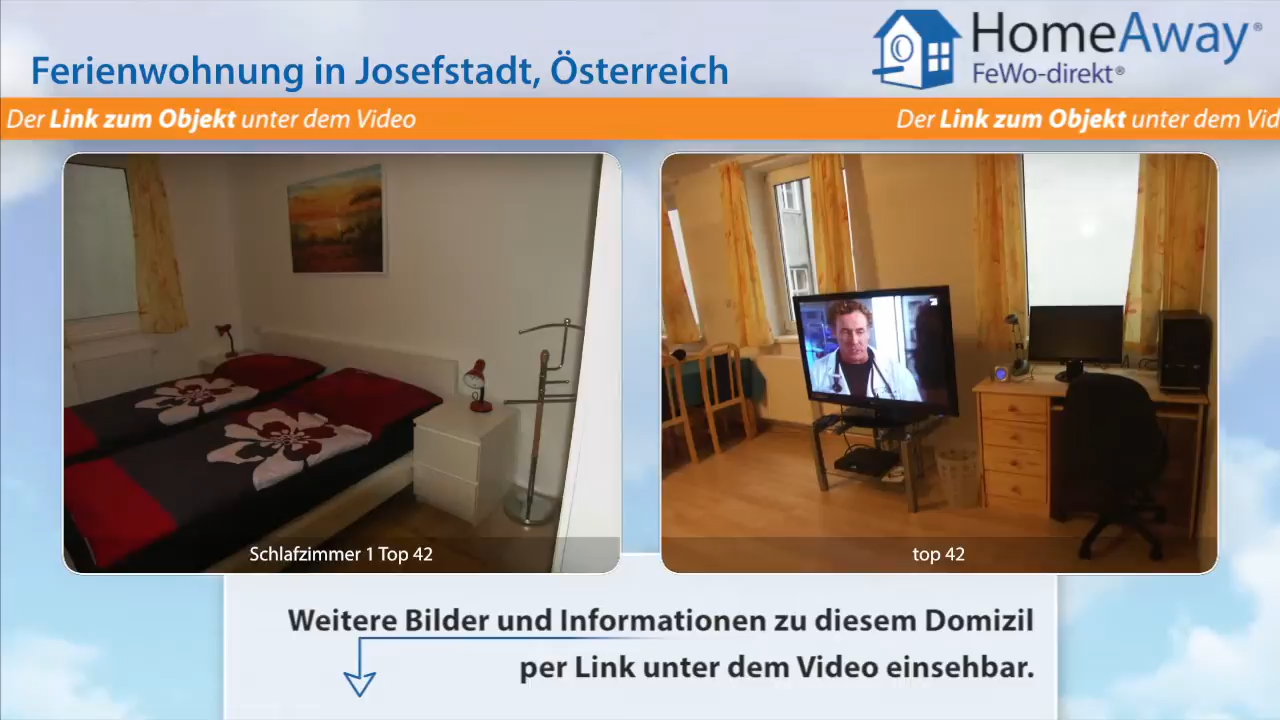 HomeAway®
FeWo-direkt®
Ferienwohnung in Josefstadt, Österreich
Der Link zum Objekt unter dem Video
Der Link zum Objekt unter dem Vid
Schlafzimmer 1 Top 42
top 42
Weitere Bilder und Informationen zu diesem Domizil
per Link unter dem Video einsehbar.